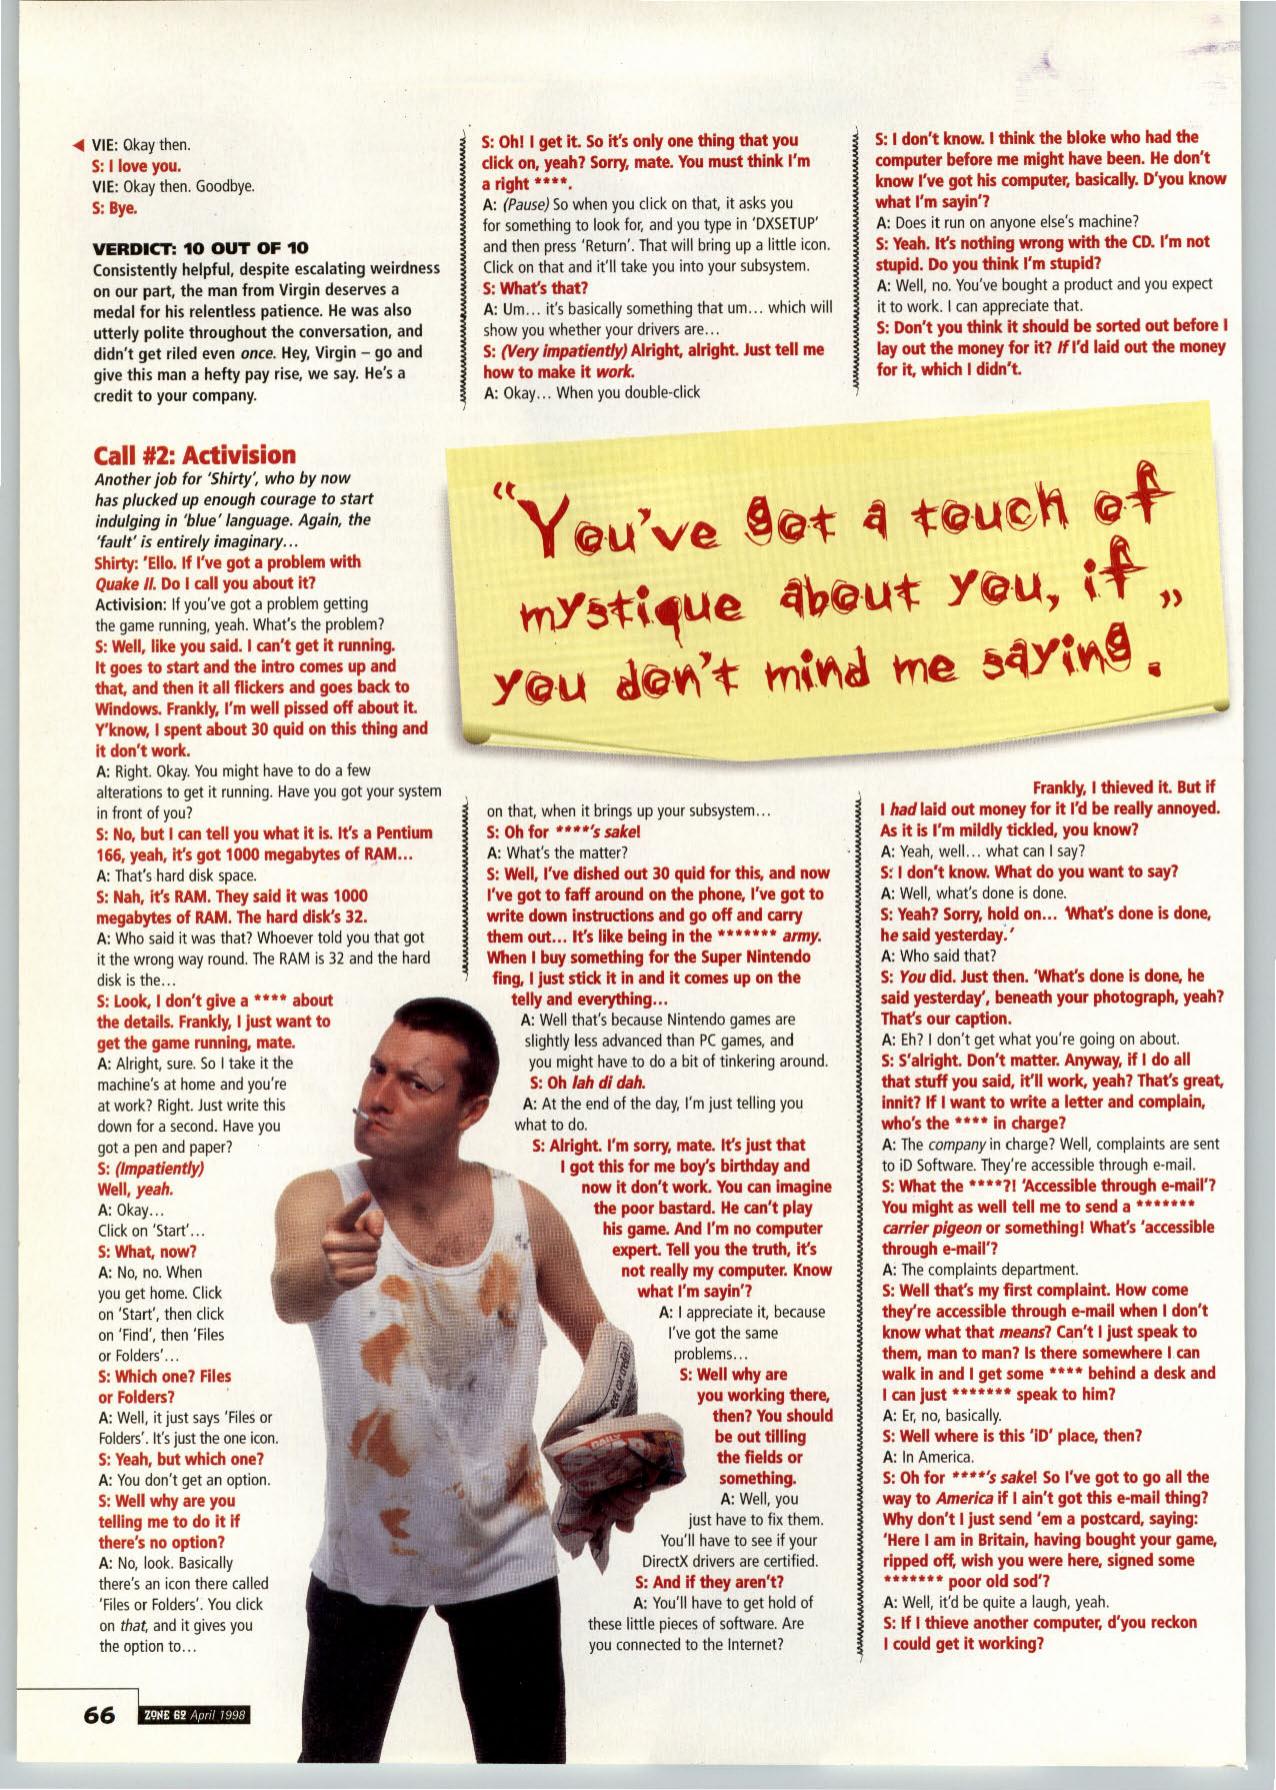 VIE: Okay then.
S: I love you.
VIE: Okay then. Goodbye.
S: Bye.
VERDICT: 10 OUT OF 10
Consistently helpful, despite escalating weirdness
on our part, the man from Virgin deserves a
medal for his relentless patience. He was also
utterly polite throughout the conversation, and
didn't get riled even once. Hey, Virgin – go and
give this man a hefty pay rise, we say. He's a
credit to your company.
Call #2: Activision
Another job for 'Shirty', who by now
has plucked up enough courage to start
indulging in 'blue' language. Again, the
'fault' is entirely imaginary...
Shirty: 'Ello. If I've got a problem with
Quake II. Do I call you about it?
Activision: If you've got a problem getting
the game running, yeah. What's the problem?
S: Well, like you said. I can't get it running.
It goes to start and the intro comes up and
that, and then it all flickers and goes back to
Windows. Frankly, I'm well pissed off about it.
Y'know, I spent about 30 quid on this thing and
it don't work.
A: Right. Okay. You might have to do a few
alterations to get it running. Have you got your system
in front of you?
S: No, but I can tell you what it is. It's a Pentium
166, yeah, it's got 1000 megabytes of RAM...
A: That's hard disk space.
S: Nah, it's RAM. They said it was 1000
megabytes of RAM. The hard disk's 32.
A: Who said it was that? Whoever told you that got
it the wrong way round. The RAM is 32 and the hard
disk is the...
S: Look, I don't give a **** about
the details. Frankly, I just want to
get the game running, mate.
A: Alright, sure. So I take it the
machine's at home and you're
at work? Right. Just write this
down for a second. Have you
got a pen and paper?
S: (Impatiently)
Well, yeah.
A: Okay...
Click on 'Start'...
S: What, now?
A: No, no. When
you get home. Click
on 'Start', then click
on 'Find', then 'Files
or Folders'...
S: Which one? Files
or Folders?
A: Well, it just says 'Files or
Folders'. It's just the one icon.
S: Yeah, but which one?
A: You don't get an option.
S: Well why are you
telling me to do it if
there's no option?
A: No, look. Basically
there's an icon there called
'Files or Folders'. You click
on that, and it gives you
the option to...
S: Oh! I get it. So it's only one thing that you
click on, yeah? Sorry, mate. You must think I'm
a right ****.
A: (Pause) So when you click on that, it asks you
for something to look for, and you type in 'DXSETUP'
and then press 'Return'. That will bring up a little icon.
Click on that and it'll take you into your subsystem.
S: What's that?
A: Um... it's basically something that um... which will
show you whether your drivers are...
S: (Very impatiently) Alright, alright. Just tell me
how to make it work.
A: Okay... When you double-click
"You've got a touch of
mystique about you, if
you don't mind me saying."
on that, when it brings up your subsystem...
S: Oh for ****'s sake!
A: What's the matter?
S: Well, I've dished out 30 quid for this, and now
I've got to faff around on the phone, I've got to
write down instructions and go off and carry
them out... It's like being in the ******* army.
When I buy something for the Super Nintendo
fing, I just stick it in and it comes up on the
telly and everything...
A: Well that's because Nintendo games are
slightly less advanced than PC games, and
you might have to do a bit of tinkering around.
S: Oh lah di dah.
A: At the end of the day, I'm just telling you
what to do.
S: Alright. I'm sorry, mate. It's just that
I got this for me boy's birthday and
now it don't work. You can imagine
the poor bastard. He can't play
his game. And I'm no computer
expert. Tell you the truth, it's
not really my computer. Know
what I'm sayin'?
A: I appreciate it, because
I've got the same
problems...
S: Well why are
you working there,
then? You should
be out tilling
the fields or
something.
A: Well, you
just have to fix them.
You'll have to see if your
DirectX drivers are certified.
S: And if they aren't?
A: You'll have to get hold of
these little pieces of software. Are
you connected to the Internet?
S: I don't know. I think the bloke who had the
computer before me might have been. He don't
know I've got his computer, basically. D'you know
what I'm sayin'?
A: Does it run on anyone else's machine?
S: Yeah. It's nothing wrong with the CD. I'm not
stupid. Do you think I'm stupid?
A: Well, no. You've bought a product and you expect
it to work. I can appreciate that.
S: Don't you think it should be sorted out before I
lay out the money for it? If I'd laid out the money
for it, which I didn't.
Frankly, I thieved it. But if
I had laid out money for it I'd be really annoyed.
As it is I'm mildly tickled, you know?
A: Yeah, well... what can I say?
S: I don't know. What do you want to say?
A: Well, what's done is done.
S: Yeah? Sorry, hold on... 'What's done is done,
he said yesterday.'
A: Who said that?
S: You did. Just then. 'What's done is done, he
said yesterday', beneath your photograph, yeah?
That's our caption.
A: Eh? I don't get what you're going on about.
S: S'alright. Don't matter. Anyway, if I do all
that stuff you said, it'll work, yeah? That's great,
innit? If I want to write a letter and complain,
who's the **** in charge?
A: The company in charge? Well, complaints are sent
to iD Software. They're accessible through e-mail.
S: What the ****?! 'Accessible through e-mail'?
You might as well tell me to send a *******
carrier pigeon or something! What's 'accessible
through e-mail'?
A: The complaints department.
S: Well that's my first complaint. How come
they're accessible through e-mail when I don't
know what that means? Can't I just speak to
them, man to man? Is there somewhere I can
walk in and I get some **** behind a desk and
I can just ******* speak to him?
A: Er, no, basically.
S: Well where is this 'iD' place, then?
A: In America.
S: Oh for ****'s sake! So I've got to go all the
way to America if I ain't got this e-mail thing?
Why don't I just send 'em a postcard, saying:
'Here I am in Britain, having bought your game,
ripped off, wish you were here, signed some
******* poor old sod'?
A: Well, it'd be quite a laugh, yeah.
S: If I thieve another computer, d'you reckon
I could get it working?
DAILY
66 ZONE 62 April 1998